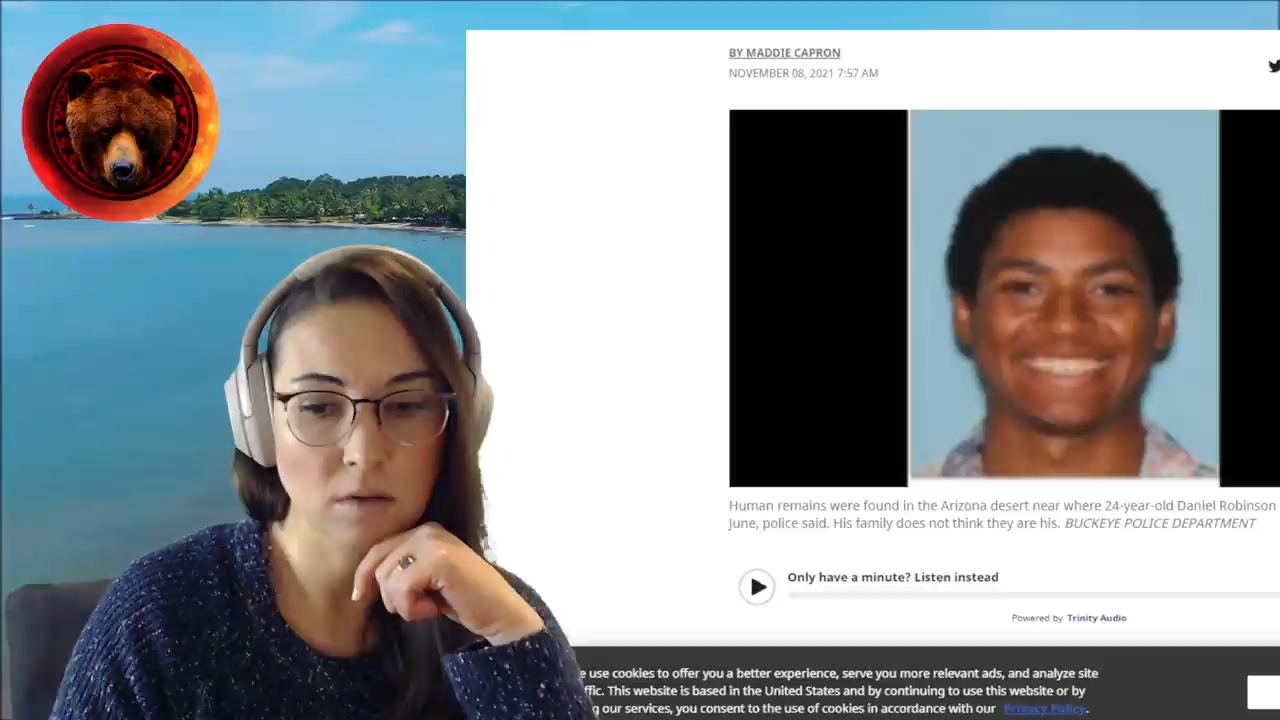 BY MADDIE CAPRON
NOVEMBER 08, 2021 7:57 AM
Human remains were found in the Arizona desert near where 24-year-old Daniel Robinson
June, police said. His family does not think they are his. BUCKEYE POLICE DEPARTMENT
Only have a minute? Listen instead
Powered by Trinity Audio
use cookies to offer you a better experience, serve you more relevant ads, and analyze site
This website is based in the United States and by continuing to use this website or by
our services, you consent to the use of cookies in accordance with our Privacy Policy.